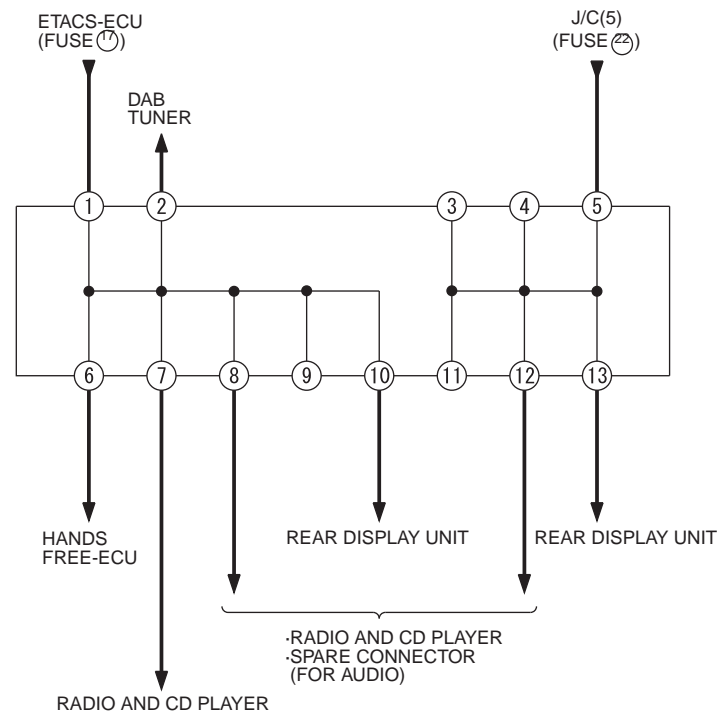 ETACS-ECU
(FUSE 17)
J/C(5)
(FUSE 22)
DAB
TUNER
1
2
3
4
5
6
7
8
9
10
11
12
13
HANDS
FREE-ECU
REAR DISPLAY UNIT
REAR DISPLAY UNIT
·RADIO AND CD PLAYER
·SPARE CONNECTOR
(FOR AUDIO)
RADIO AND CD PLAYER